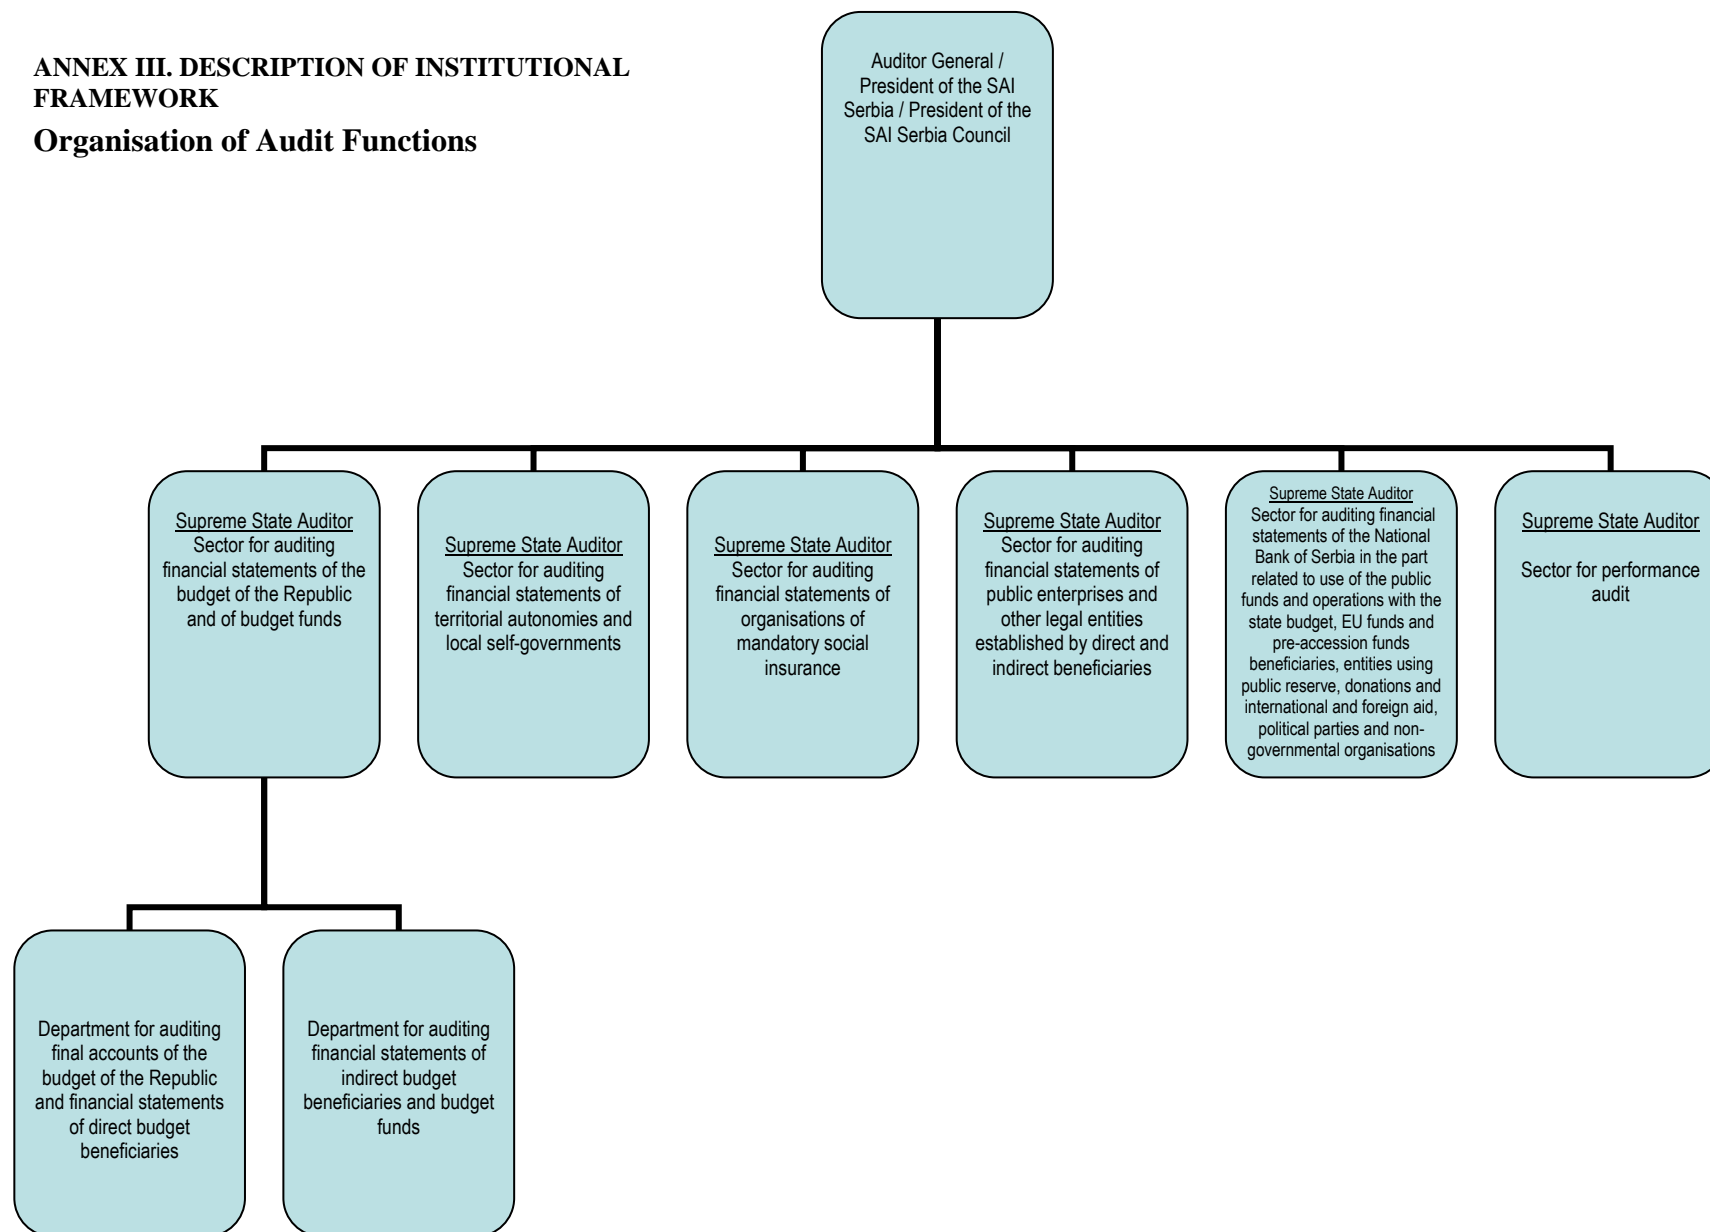 ANNEX III. DESCRIPTION OF INSTITUTIONAL
FRAMEWORK
Organisation of Audit Functions
Auditor General /
President of the SAI
Serbia / President of the
SAI Serbia Council
Supreme State Auditor
Sector for auditing
financial statements of the
budget of the Republic
and of budget funds
Supreme State Auditor
Sector for auditing
financial statements of
territorial autonomies and
local self-governments
Supreme State Auditor
Sector for auditing
financial statements of
organisations of
mandatory social
insurance
Supreme State Auditor
Sector for auditing
financial statements of
public enterprises and
other legal entities
established by direct and
indirect beneficiaries
Supreme State Auditor
Sector for auditing financial
statements of the National
Bank of Serbia in the part
related to use of the public
funds and operations with the
state budget, EU funds and
pre-accession funds
beneficiaries, entities using
public reserve, donations and
international and foreign aid,
political parties and non-
governmental organisations
Supreme State Auditor
Sector for performance
audit
Department for auditing
final accounts of the
budget of the Republic
and financial statements
of direct budget
beneficiaries
Department for auditing
financial statements of
indirect budget
beneficiaries and budget
funds